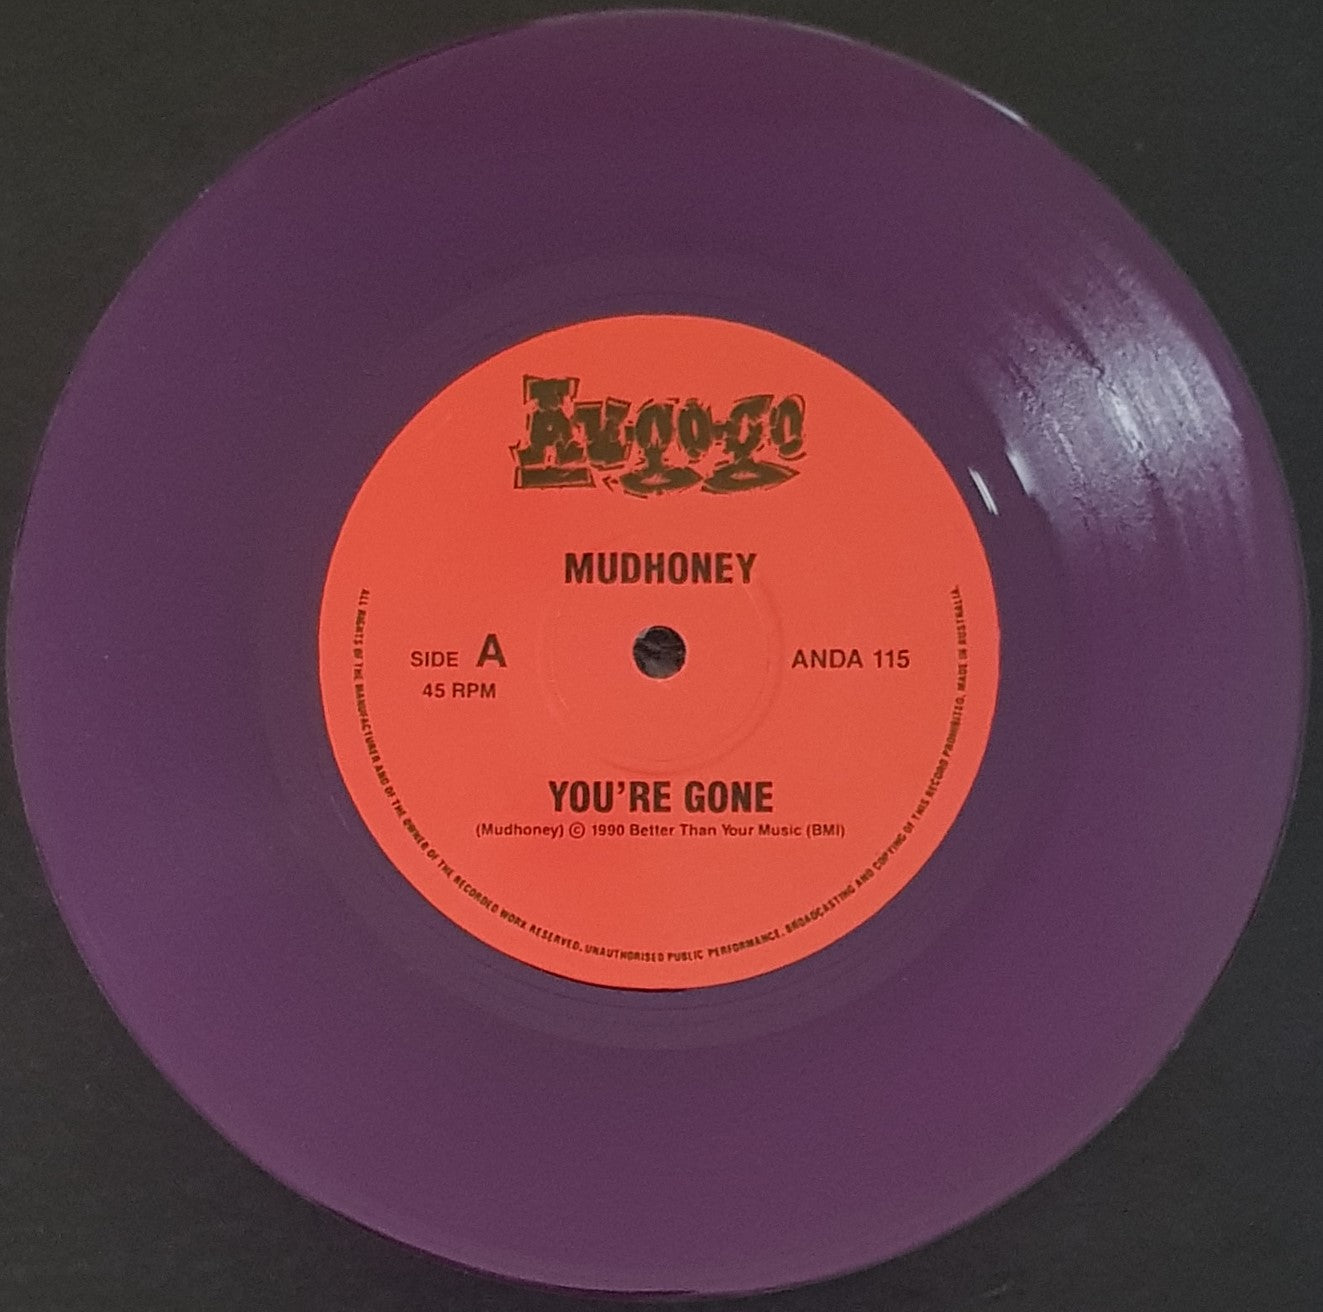 Au-go-go
MUDHONEY
SIDE A
45 RPM
ANDA 115
YOU'RE GONE
(Mudhoney) © 1990 Better Than Your Music (BMI)
ALL RIGHTS OF THE MANUFACTURER AND OF THE OWNER OF THE RECORDED WORK RESERVED. UNAUTHORISED PUBLIC PERFORMANCE, BROADCASTING AND COPYING OF THIS RECORD PROHIBITED. MADE IN AUSTRALIA.